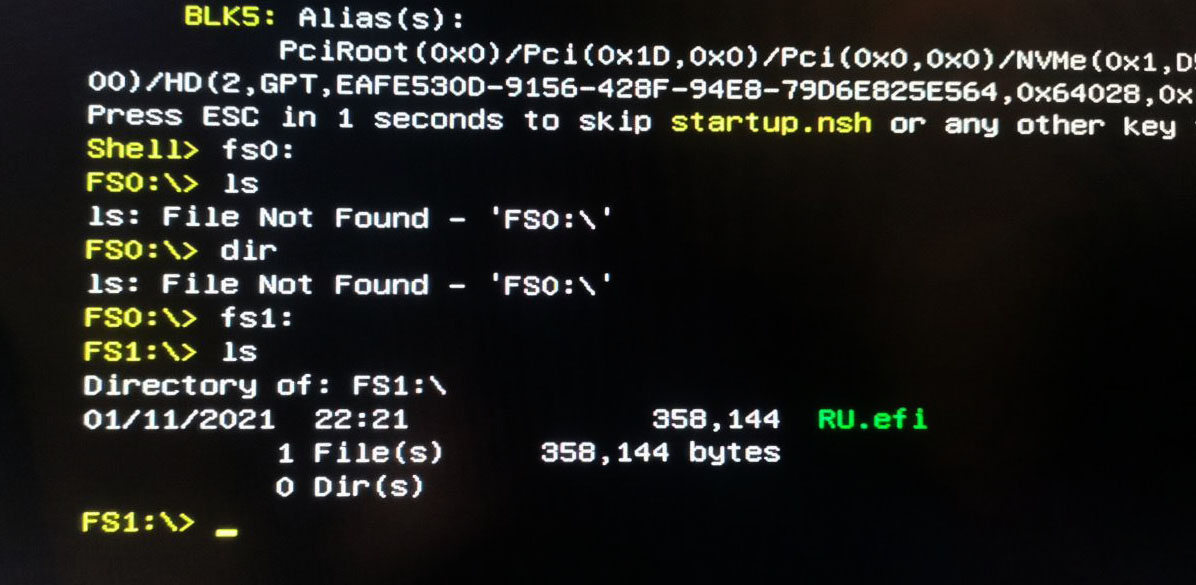 BLK5: Alias(s):
PciRoot(0x0)/Pci(0x1D,0x0)/Pci(0x0,0x0)/NVMe(0x1,D
00)/HD(2,GPT,EAFE530D-9156-428F-94E8-79D6E825E564,0x64028,0x
Press ESC in 1 seconds to skip startup.nsh or any other key
Shell> fs0:
FS0:\> ls
ls: File Not Found - 'FS0:\'
FS0:\> dir
ls: File Not Found - 'FS0:\'
FS0:\> fs1:
FS1:\> ls
Directory of: FS1:\
01/11/2021 22:21 358,144 RU.efi
1 File(s) 358,144 bytes
0 Dir(s)
FS1:\> _